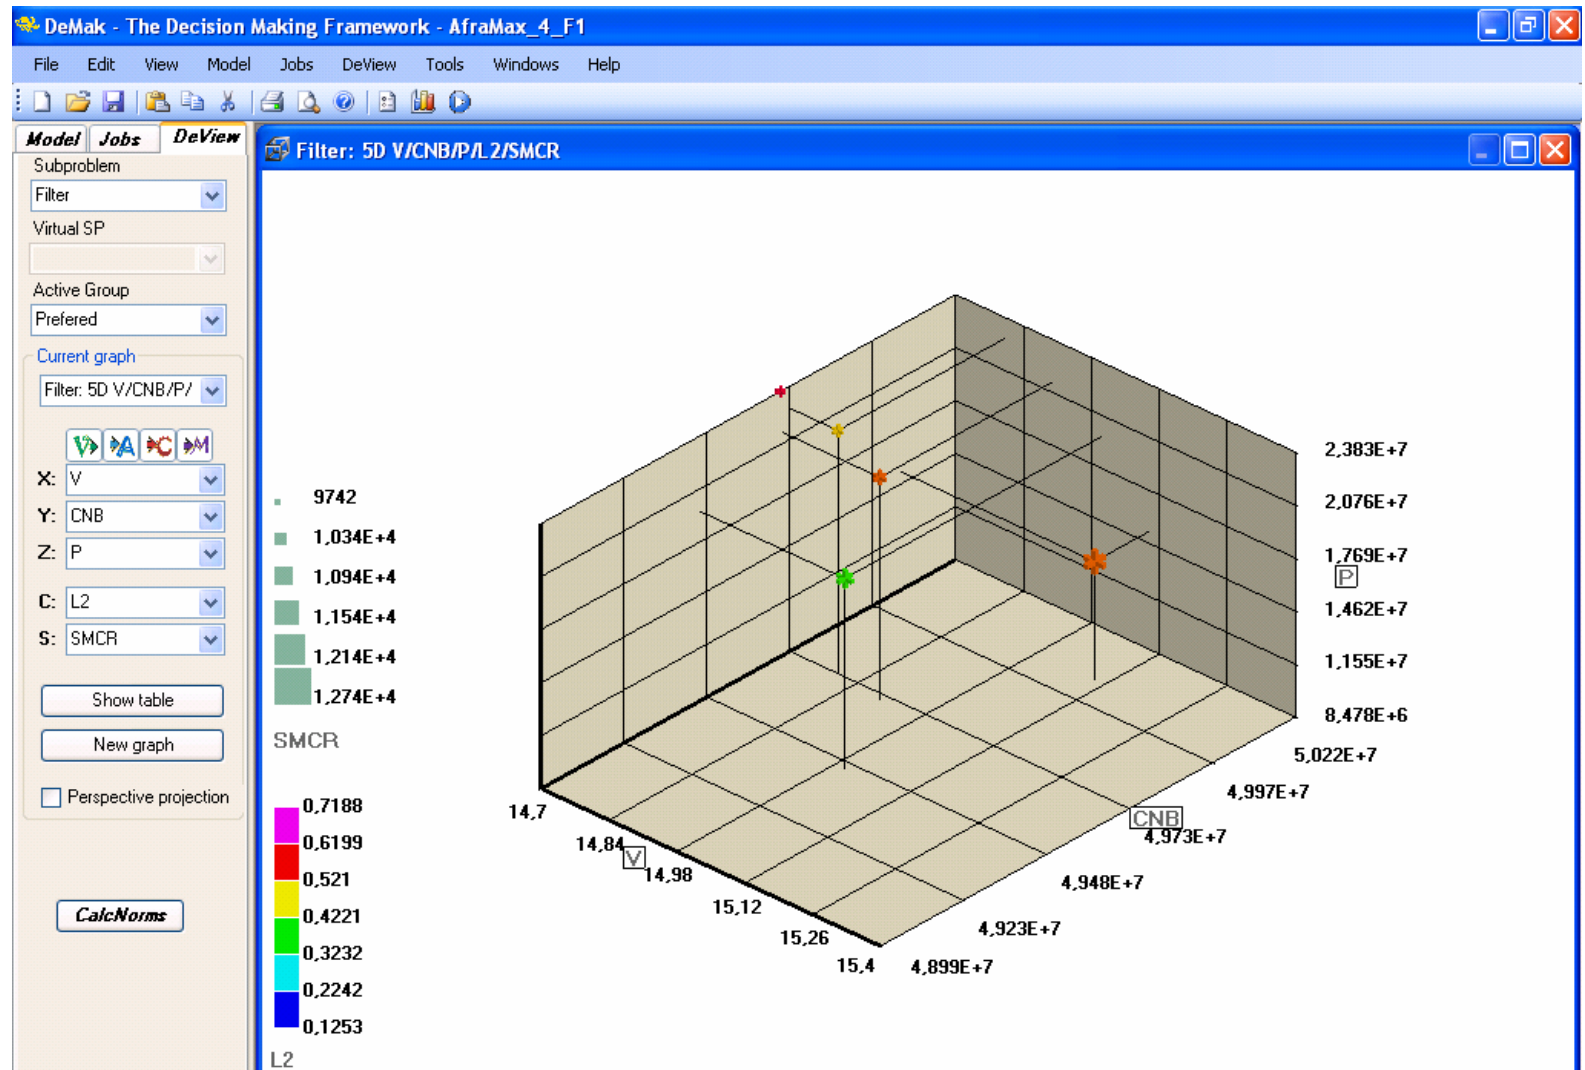 DeMak - The Decision Making Framework - AfraMax_4_F1
File Edit View Model Jobs DeView Tools Windows Help
Model Jobs DeView
Filter: 5D V/CNB/P/L2/SMCR
Subproblem
Filter
Virtual SP
Active Group
Prefered
Current graph
Filter: 5D V/CNB/P/
V A C M
X: V
Y: CNB
Z: P
C: L2
S: SMCR
Show table
New graph
Perspective projection
CalcNorms
9742
1,034E+4
1,094E+4
1,154E+4
1,214E+4
1,274E+4
SMCR
0,7188
0,6199
0,521
0,4221
0,3232
0,2242
0,1253
L2
2,383E+7
2,076E+7
1,769E+7
P
1,462E+7
1,155E+7
8,478E+6
5,022E+7
4,997E+7
CNB
4,973E+7
4,948E+7
4,923E+7
4,899E+7
14,7
14,84
V
14,98
15,12
15,26
15,4